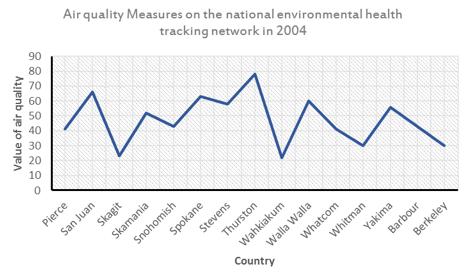 Air quality Measures on the national environmental health
tracking network in 2004
Value of air quality
90
80
70
60
50
40
30
20
10
0
Pierce
San Juan
Skagit
Skamania
Snohomish
Spokane
Stevens
Thurston
Wahkiakum
Walla Walla
Whatcom
Whitman
Yakima
Barbour
Berkeley
Country